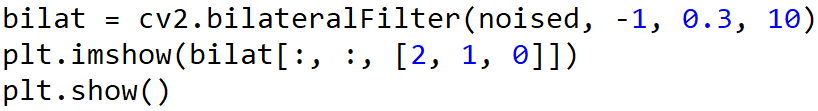 bilat = cv2.bilateralFilter(noised, -1, 0.3, 10)
plt.imshow(bilat[:, :, [2, 1, 0]])
plt.show()